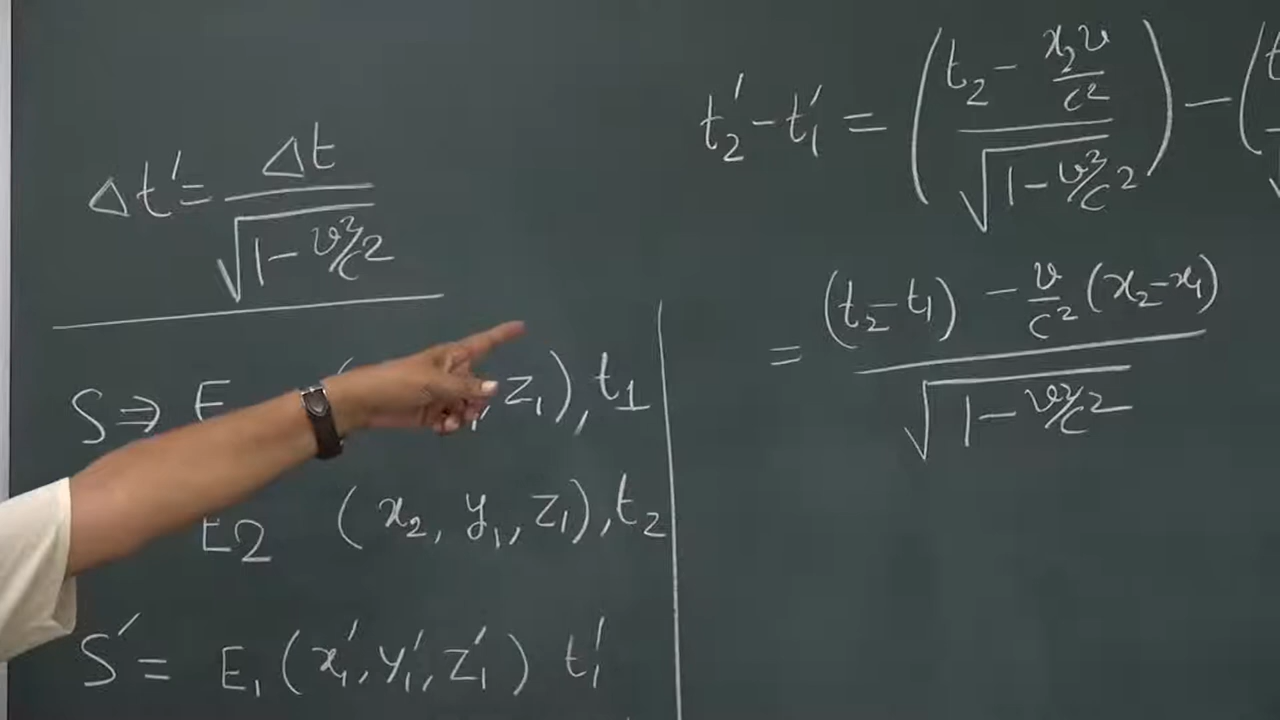 Δt' = Δt / √(1 - v²/c²)
S ⇒ E , z₁), t₁
E₂ (x₂, y₁, z₁), t₂
S' = E₁ (x₁', y₁', z₁') t₁'
t₂' - t₁' = ((t₂ - x₂v/c²) / √(1 - v²/c²)) - (t
= ((t₂ - t₁) - v/c² (x₂ - x₁)) / √(1 - v²/c²)